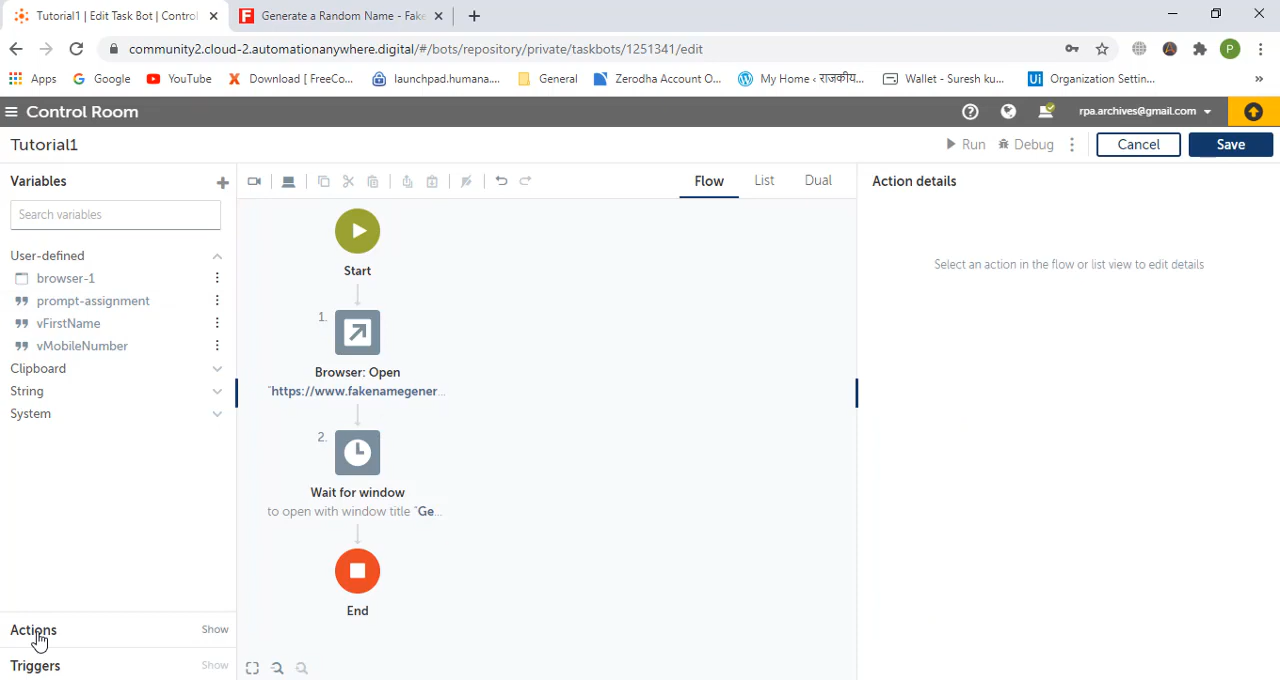 Tutorial1 | Edit Task Bot | Control
Generate a Random Name - Fake
community2.cloud-2.automationanywhere.digital/#/bots/repository/private/taskbots/1251341/edit
P
Apps
Google
YouTube
Download [ FreeCo...
launchpad.humana....
General
Zerodha Account O...
My Home ‹ राजकीय...
Wallet - Suresh ku...
Ui Organization Settin...
»
Control Room
rpa.archives@gmail.com
Tutorial1
Run
Debug
Cancel
Save
Variables
Search variables
User-defined
browser-1
prompt-assignment
vFirstName
vMobileNumber
Clipboard
String
System
Actions
Show
Triggers
Show
Flow
List
Dual
Start
1.
Browser: Open
"https://www.fakenamegener...
2.
Wait for window
to open with window title "Ge...
End
Action details
Select an action in the flow or list view to edit details